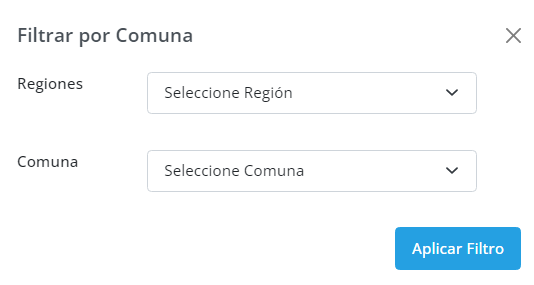 Filtrar por Comuna
Regiones
Seleccione Región
Comuna
Seleccione Comuna
Aplicar Filtro